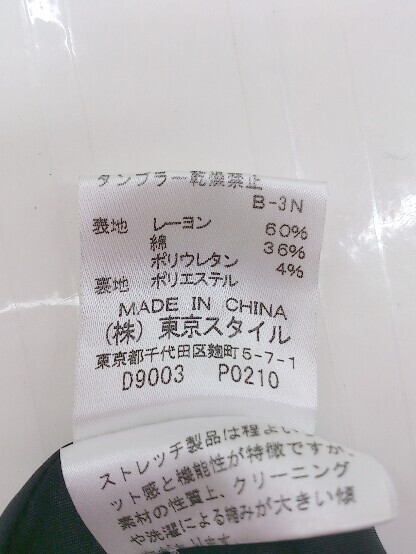 タンブラー乾燥禁止
B-3N
表地 レーヨン 60%
綿 36%
ポリウレタン 4%
裏地 ポリエステル
MADE IN CHINA
(株) 東京スタイル
東京都千代田区麹町5-7-1
D9003 P0210
ストレッチ製品は程よい
ット感と機能性が特徴ですが、
素材の性質上、クリーニング
や洗濯による縮みが大きい傾
ります